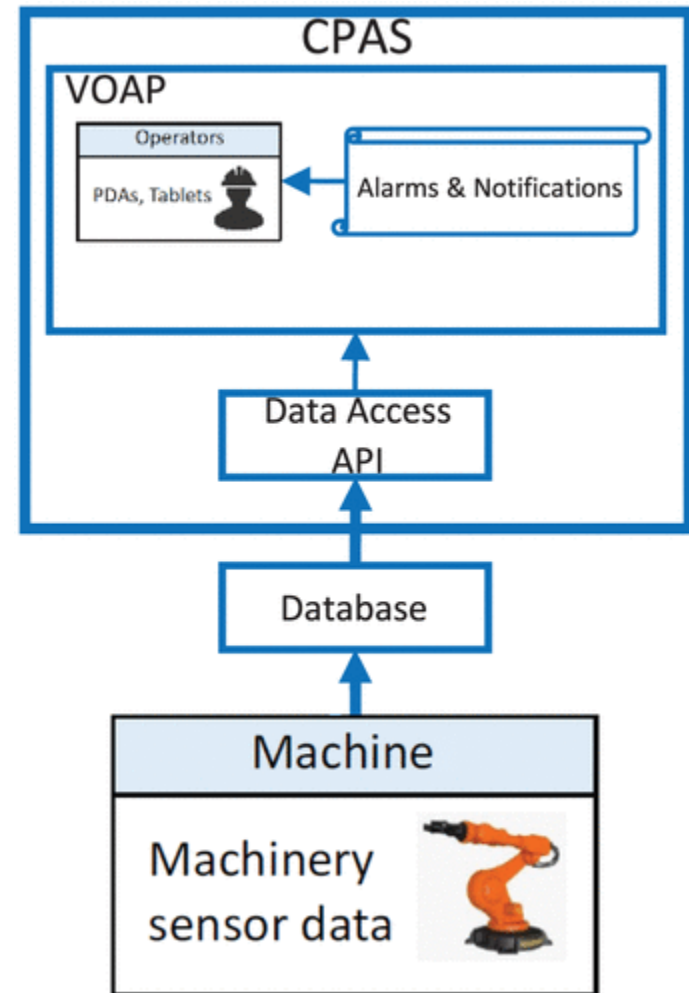 CPAS
VOAP
Operators
PDAs, Tablets
Alarms & Notifications
Data Access
API
Database
Machine
Machinery
sensor data